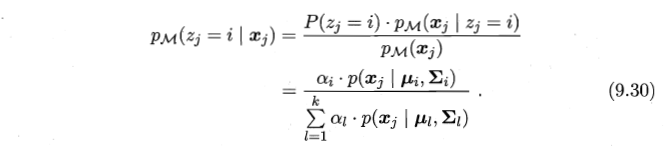 p_ℳ(z_j = i | 𝒙_j) = P(z_j = i) · p_ℳ(𝒙_j | z_j = i) / p_ℳ(𝒙_j)
= α_i · p(𝒙_j | 𝝁_i, 𝚺_i) / ∑_{l=1}^{k} α_l · p(𝒙_j | 𝝁_l, 𝚺_l) . (9.30)